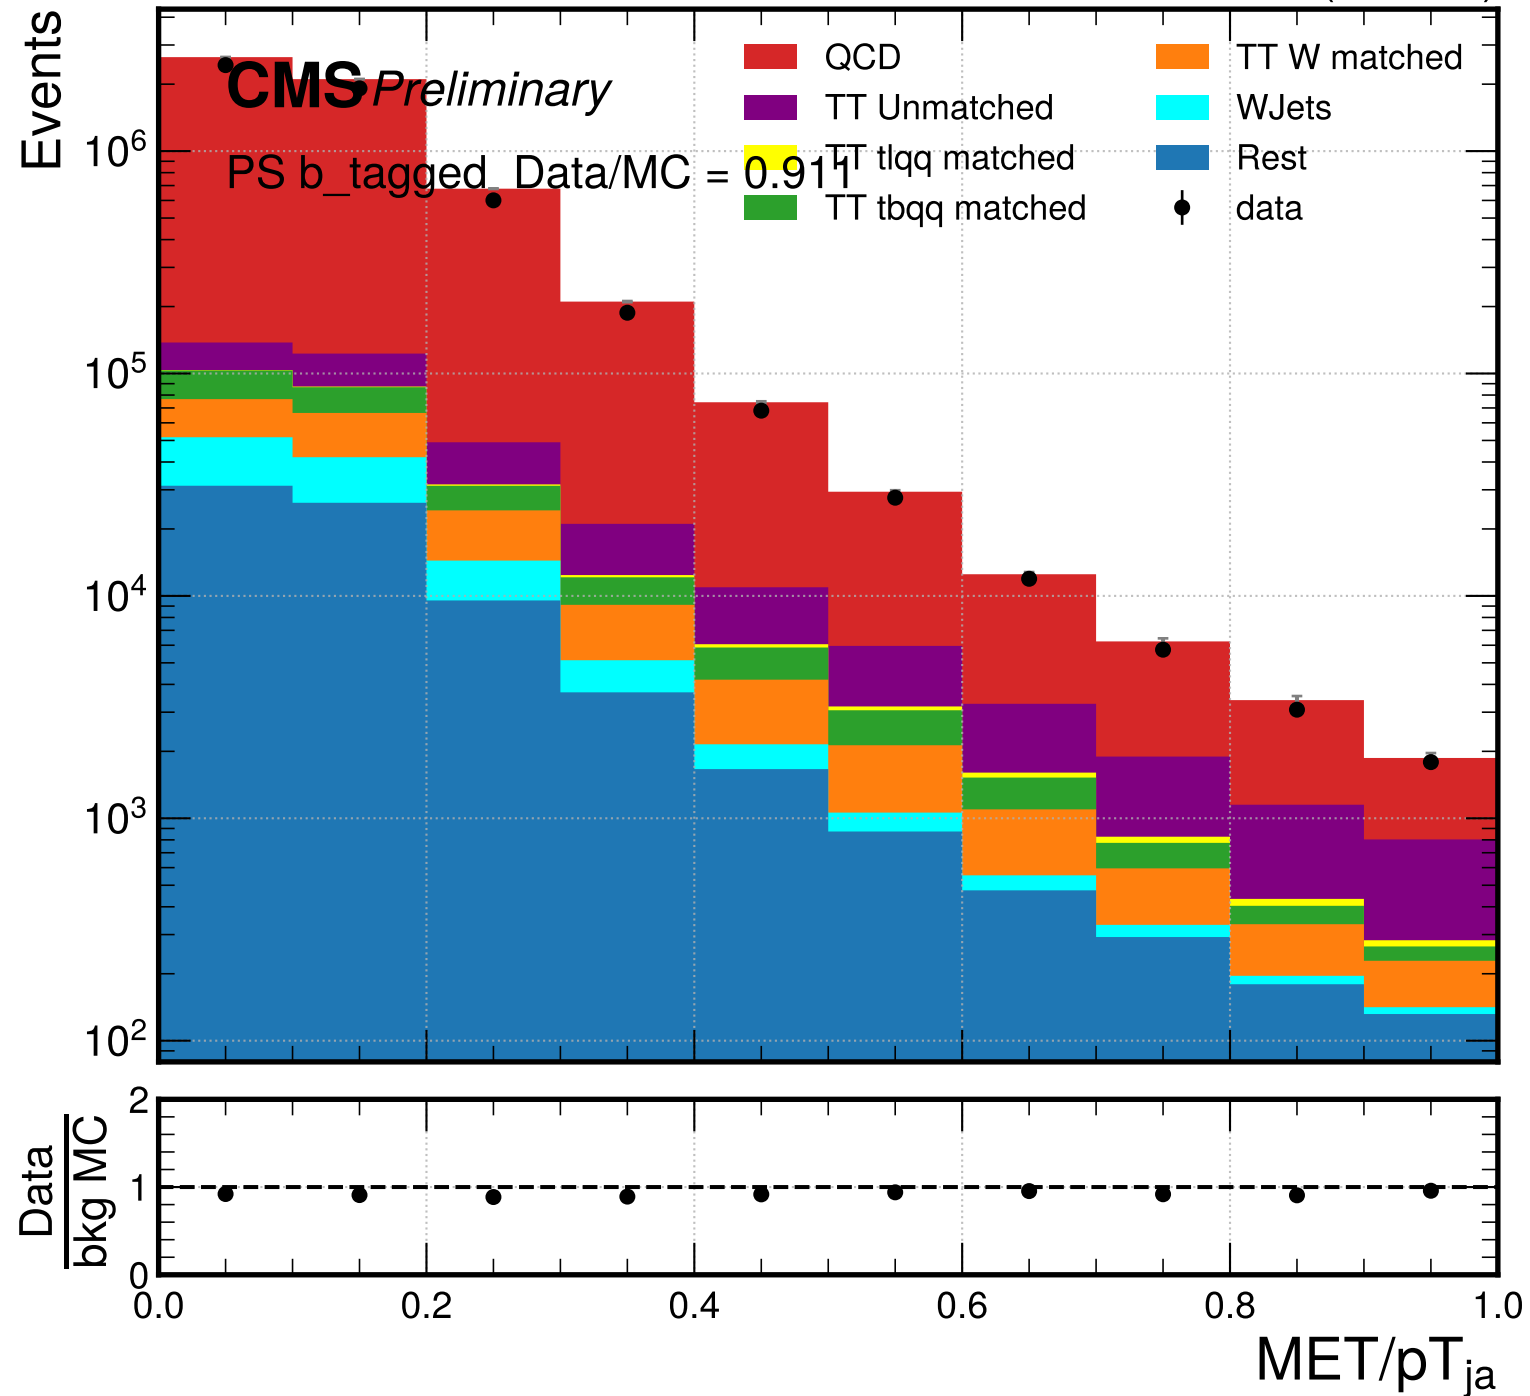 Events
CMS Preliminary
PS b_tagged Data/MC = 0.911
QCD
TT Unmatched
TT tlqq matched
TT tbqq matched
TT W matched
WJets
Rest
data
10^6
10^5
10^4
10^3
10^2
Data
bkg MC
2
1
0
0.0 0.2 0.4 0.6 0.8 1.0
MET/pT_ja